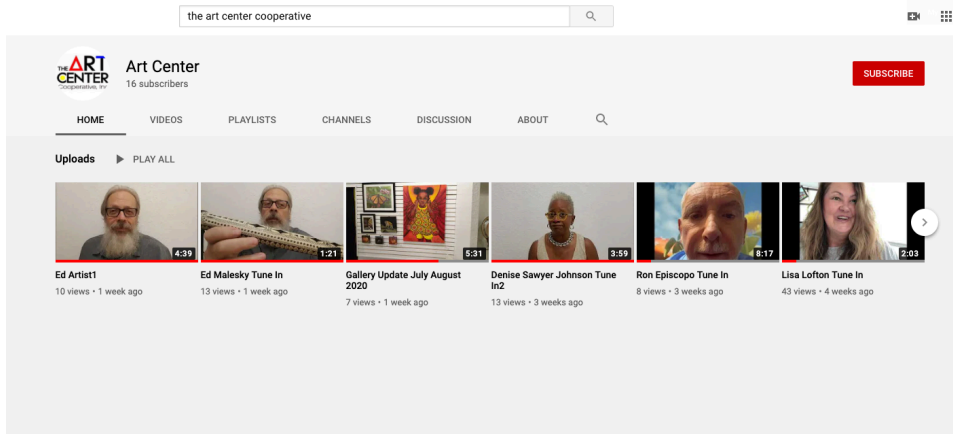 the art center cooperative
THE ART
CENTER
Cooperative, inc
Art Center
16 subscribers
SUBSCRIBE
HOME VIDEOS PLAYLISTS CHANNELS DISCUSSION ABOUT
Uploads PLAY ALL
4:39 1:21 5:31 3:59 8:17 2:03
Ed Artist1
10 views • 1 week ago
Ed Malesky Tune In
13 views • 1 week ago
Gallery Update July August
2020
7 views • 1 week ago
Denise Sawyer Johnson Tune
In2
13 views • 3 weeks ago
Ron Episcopo Tune In
8 views • 3 weeks ago
Lisa Lofton Tune In
43 views • 4 weeks ago